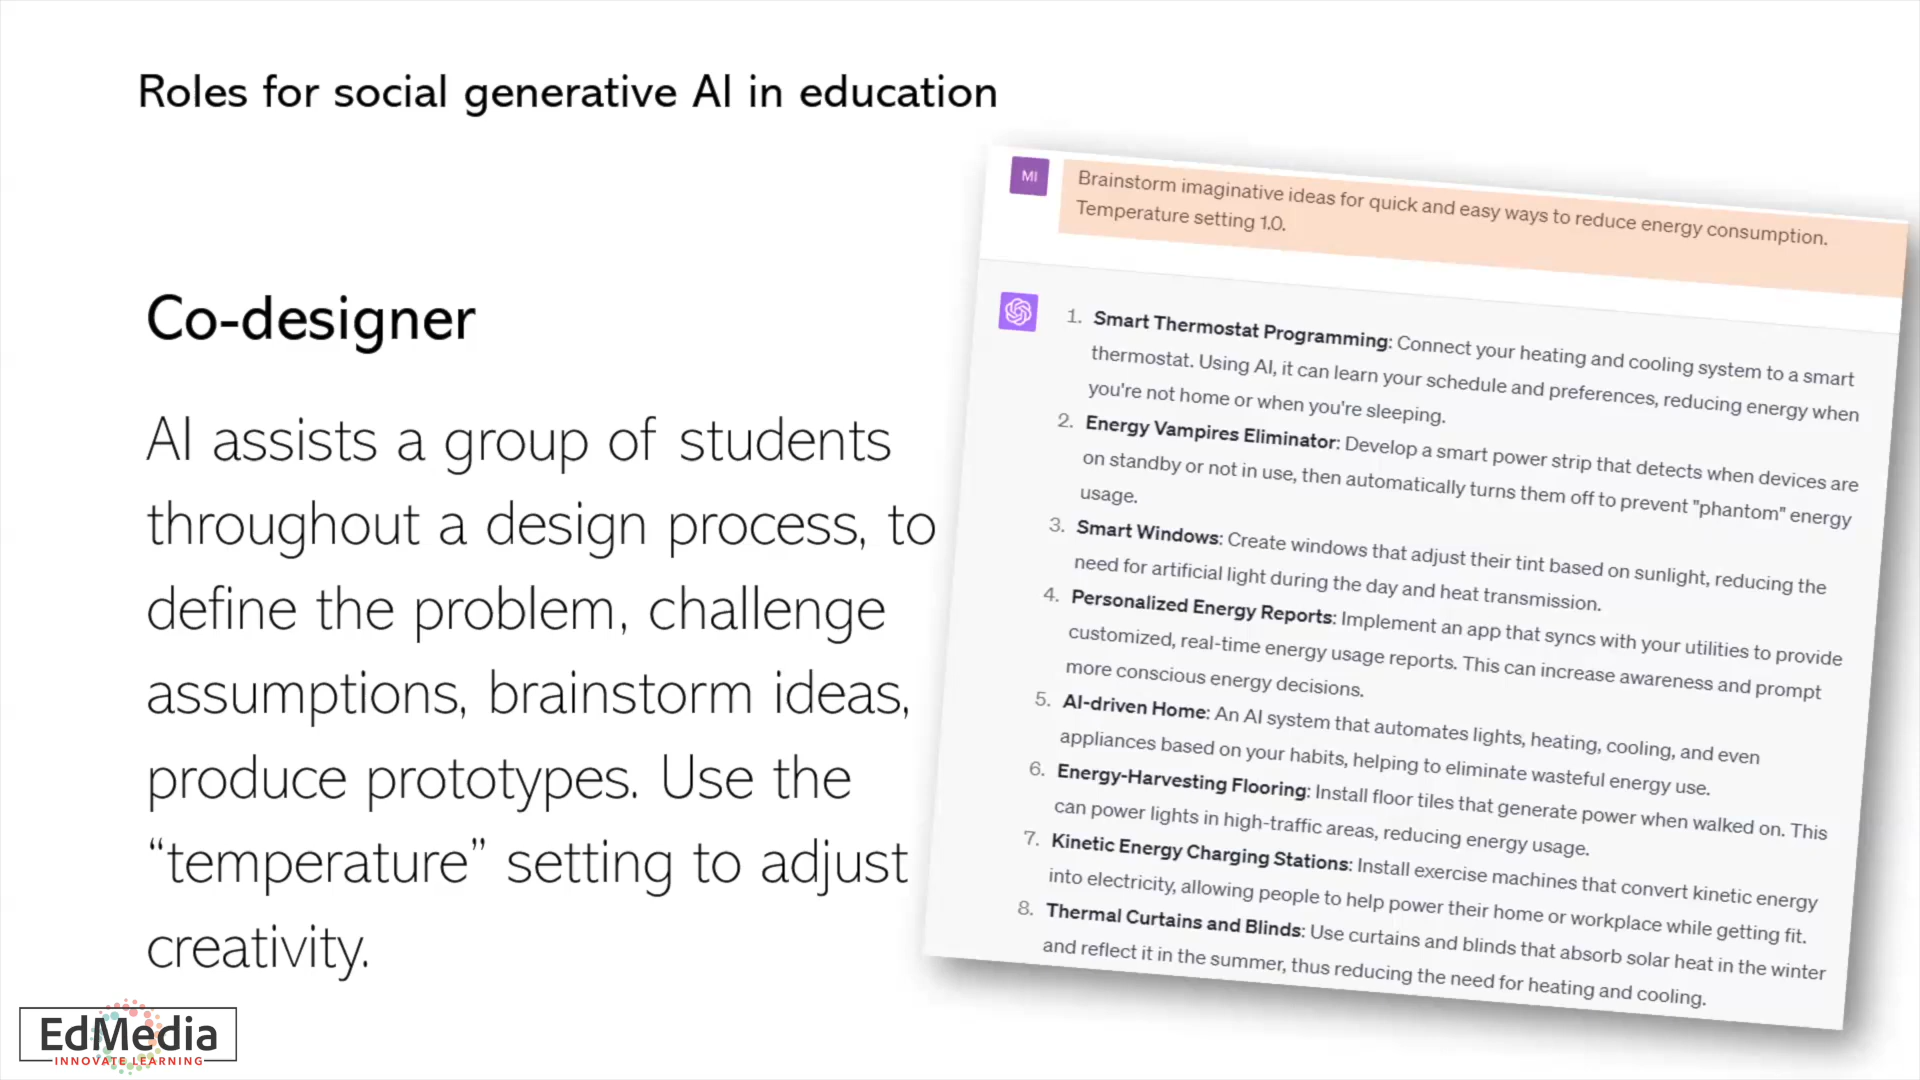 Roles for social generative AI in education
Co-designer
AI assists a group of students
throughout a design process, to
define the problem, challenge
assumptions, brainstorm ideas,
produce prototypes. Use the
“temperature” setting to adjust
creativity.
MI
Brainstorm imaginative ideas for quick and easy ways to reduce energy consumption.
Temperature setting 1.0.
1. Smart Thermostat Programming: Connect your heating and cooling system to a smart
thermostat. Using AI, it can learn your schedule and preferences, reducing energy when
you're not home or when you're sleeping.
2. Energy Vampires Eliminator: Develop a smart power strip that detects when devices are
on standby or not in use, then automatically turns them off to prevent "phantom" energy
usage.
3. Smart Windows: Create windows that adjust their tint based on sunlight, reducing the
need for artificial light during the day and heat transmission.
4. Personalized Energy Reports: Implement an app that syncs with your utilities to provide
customized, real-time energy usage reports. This can increase awareness and prompt
more conscious energy decisions.
5. AI-driven Home: An AI system that automates lights, heating, cooling, and even
appliances based on your habits, helping to eliminate wasteful energy use.
6. Energy-Harvesting Flooring: Install floor tiles that generate power when walked on. This
can power lights in high-traffic areas, reducing energy usage.
7. Kinetic Energy Charging Stations: Install exercise machines that convert kinetic energy
into electricity, allowing people to help power their home or workplace while getting fit.
8. Thermal Curtains and Blinds: Use curtains and blinds that absorb solar heat in the winter
and reflect it in the summer, thus reducing the need for heating and cooling.
EdMedia
INNOVATE LEARNING